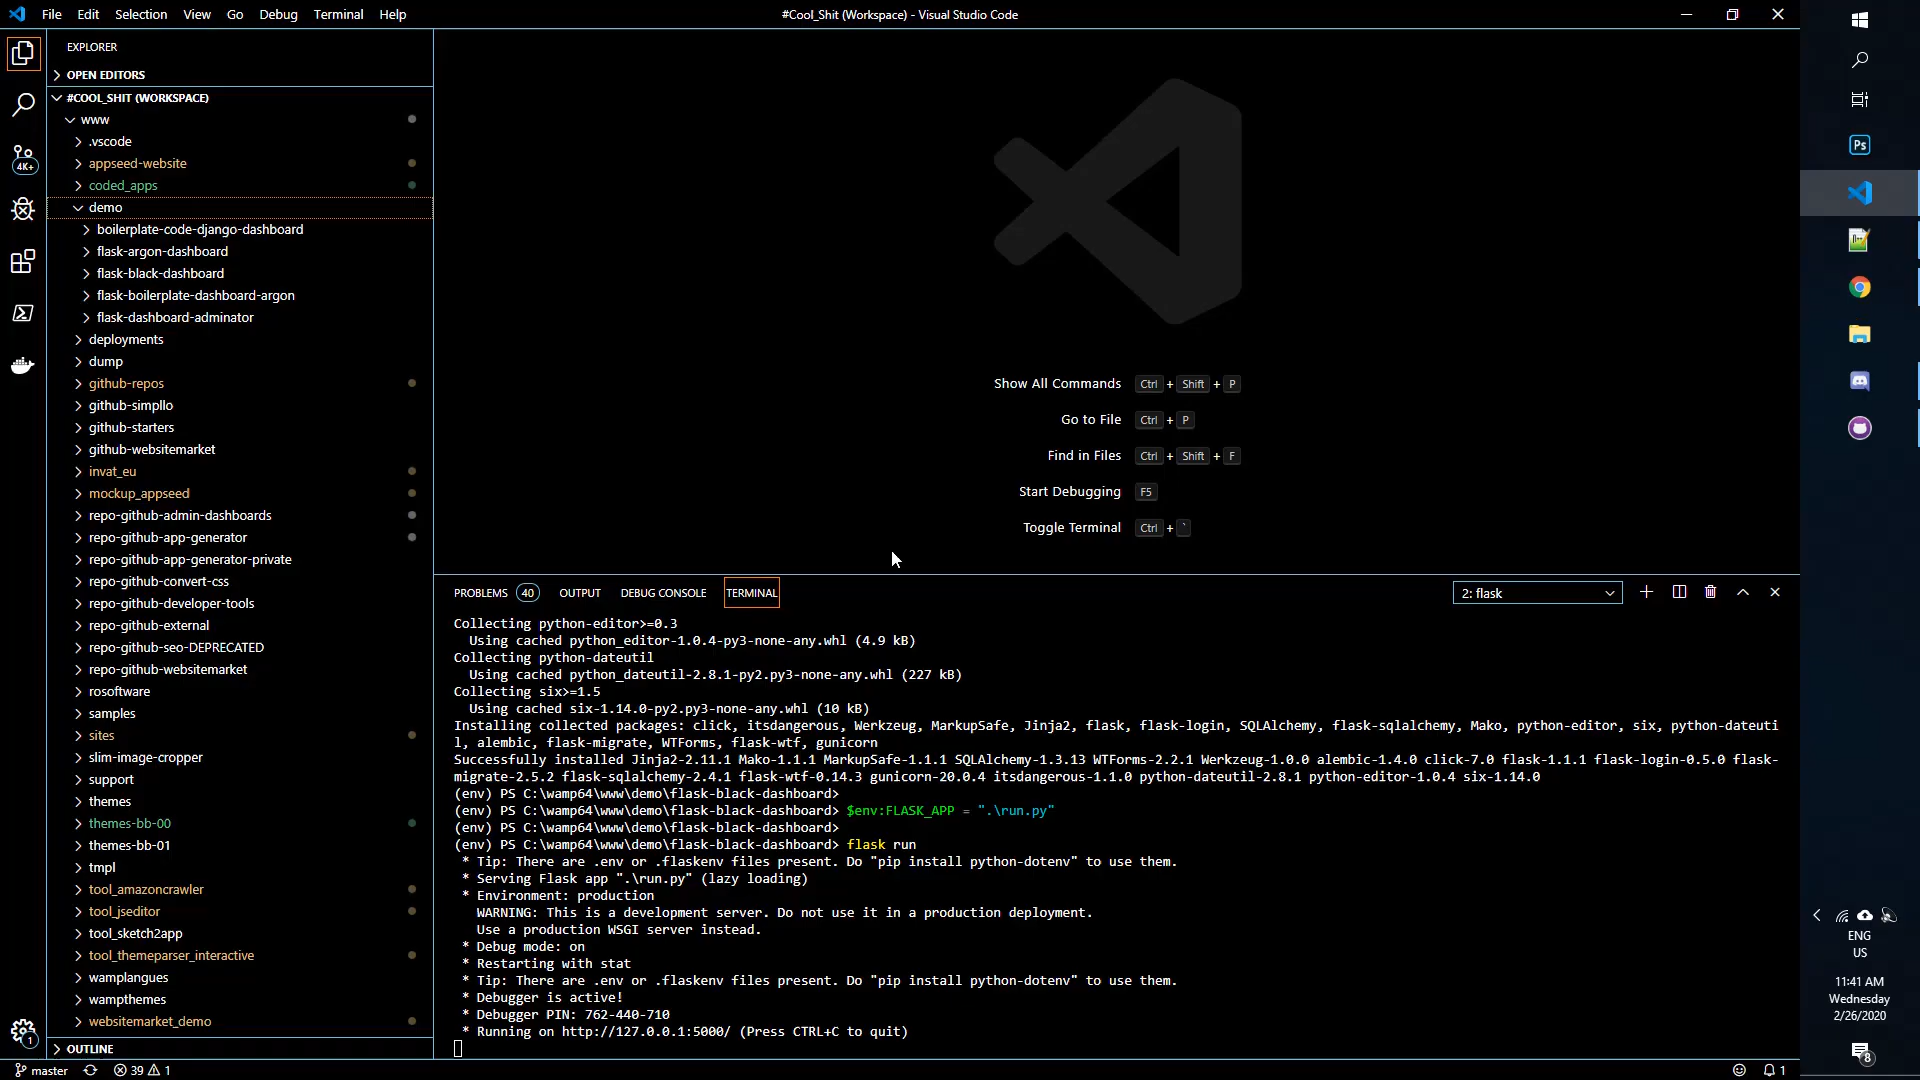 File Edit Selection View Go Debug Terminal Help
#Cool_Shit (Workspace) - Visual Studio Code
EXPLORER
OPEN EDITORS
#COOL_SHIT (WORKSPACE)
www
.vscode
appseed-website
coded_apps
demo
boilerplate-code-django-dashboard
flask-argon-dashboard
flask-black-dashboard
flask-boilerplate-dashboard-argon
flask-dashboard-adminator
deployments
dump
github-repos
github-simpllo
github-starters
github-websitemarket
invat_eu
mockup_appseed
repo-github-admin-dashboards
repo-github-app-generator
repo-github-app-generator-private
repo-github-convert-css
repo-github-developer-tools
repo-github-external
repo-github-seo-DEPRECATED
repo-github-websitemarket
rosoftware
samples
sites
slim-image-cropper
support
themes
themes-bb-00
themes-bb-01
tmpl
tool_amazoncrawler
tool_jseditor
tool_sketch2app
tool_themeparser_interactive
wamplangues
wampthemes
websitemarket_demo
OUTLINE
4K+
1
master
39 1
Show All Commands Ctrl + Shift + P
Go to File Ctrl + P
Find in Files Ctrl + Shift + F
Start Debugging F5
Toggle Terminal Ctrl + `
PROBLEMS 40 OUTPUT DEBUG CONSOLE TERMINAL
2: flask
Collecting python-editor>=0.3
Using cached python_editor-1.0.4-py3-none-any.whl (4.9 kB)
Collecting python-dateutil
Using cached python_dateutil-2.8.1-py2.py3-none-any.whl (227 kB)
Collecting six>=1.5
Using cached six-1.14.0-py2.py3-none-any.whl (10 kB)
Installing collected packages: click, itsdangerous, Werkzeug, MarkupSafe, Jinja2, flask, flask-login, SQLAlchemy, flask-sqlalchemy, Mako, python-editor, six, python-dateuti
l, alembic, flask-migrate, WTForms, flask-wtf, gunicorn
Successfully installed Jinja2-2.11.1 Mako-1.1.1 MarkupSafe-1.1.1 SQLAlchemy-1.3.13 WTForms-2.2.1 Werkzeug-1.0.0 alembic-1.4.0 click-7.0 flask-1.1.1 flask-login-0.5.0 flask-
migrate-2.5.2 flask-sqlalchemy-2.4.1 flask-wtf-0.14.3 gunicorn-20.0.4 itsdangerous-1.1.0 python-dateutil-2.8.1 python-editor-1.0.4 six-1.14.0
(env) PS C:\wamp64\www\demo\flask-black-dashboard>
(env) PS C:\wamp64\www\demo\flask-black-dashboard> $env:FLASK_APP = ".\run.py"
(env) PS C:\wamp64\www\demo\flask-black-dashboard>
(env) PS C:\wamp64\www\demo\flask-black-dashboard> flask run
* Tip: There are .env or .flaskenv files present. Do "pip install python-dotenv" to use them.
* Serving Flask app ".\run.py" (lazy loading)
* Environment: production
WARNING: This is a development server. Do not use it in a production deployment.
Use a production WSGI server instead.
* Debug mode: on
* Restarting with stat
* Tip: There are .env or .flaskenv files present. Do "pip install python-dotenv" to use them.
* Debugger is active!
* Debugger PIN: 762-440-710
* Running on http://127.0.0.1:5000/ (Press CTRL+C to quit)
1
Ps
ENG
US
11:41 AM
Wednesday
2/26/2020
8